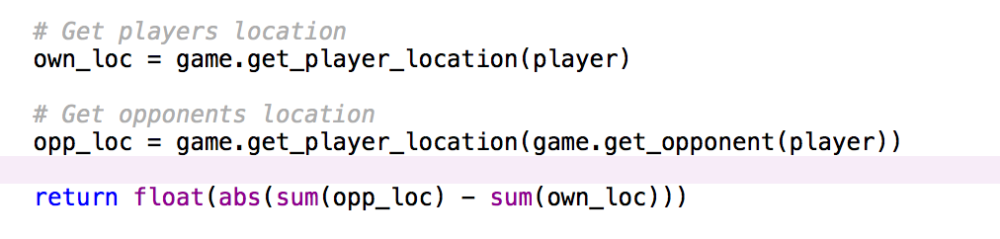 # Get players location
own_loc = game.get_player_location(player)
# Get opponents location
opp_loc = game.get_player_location(game.get_opponent(player))
return float(abs(sum(opp_loc) - sum(own_loc)))